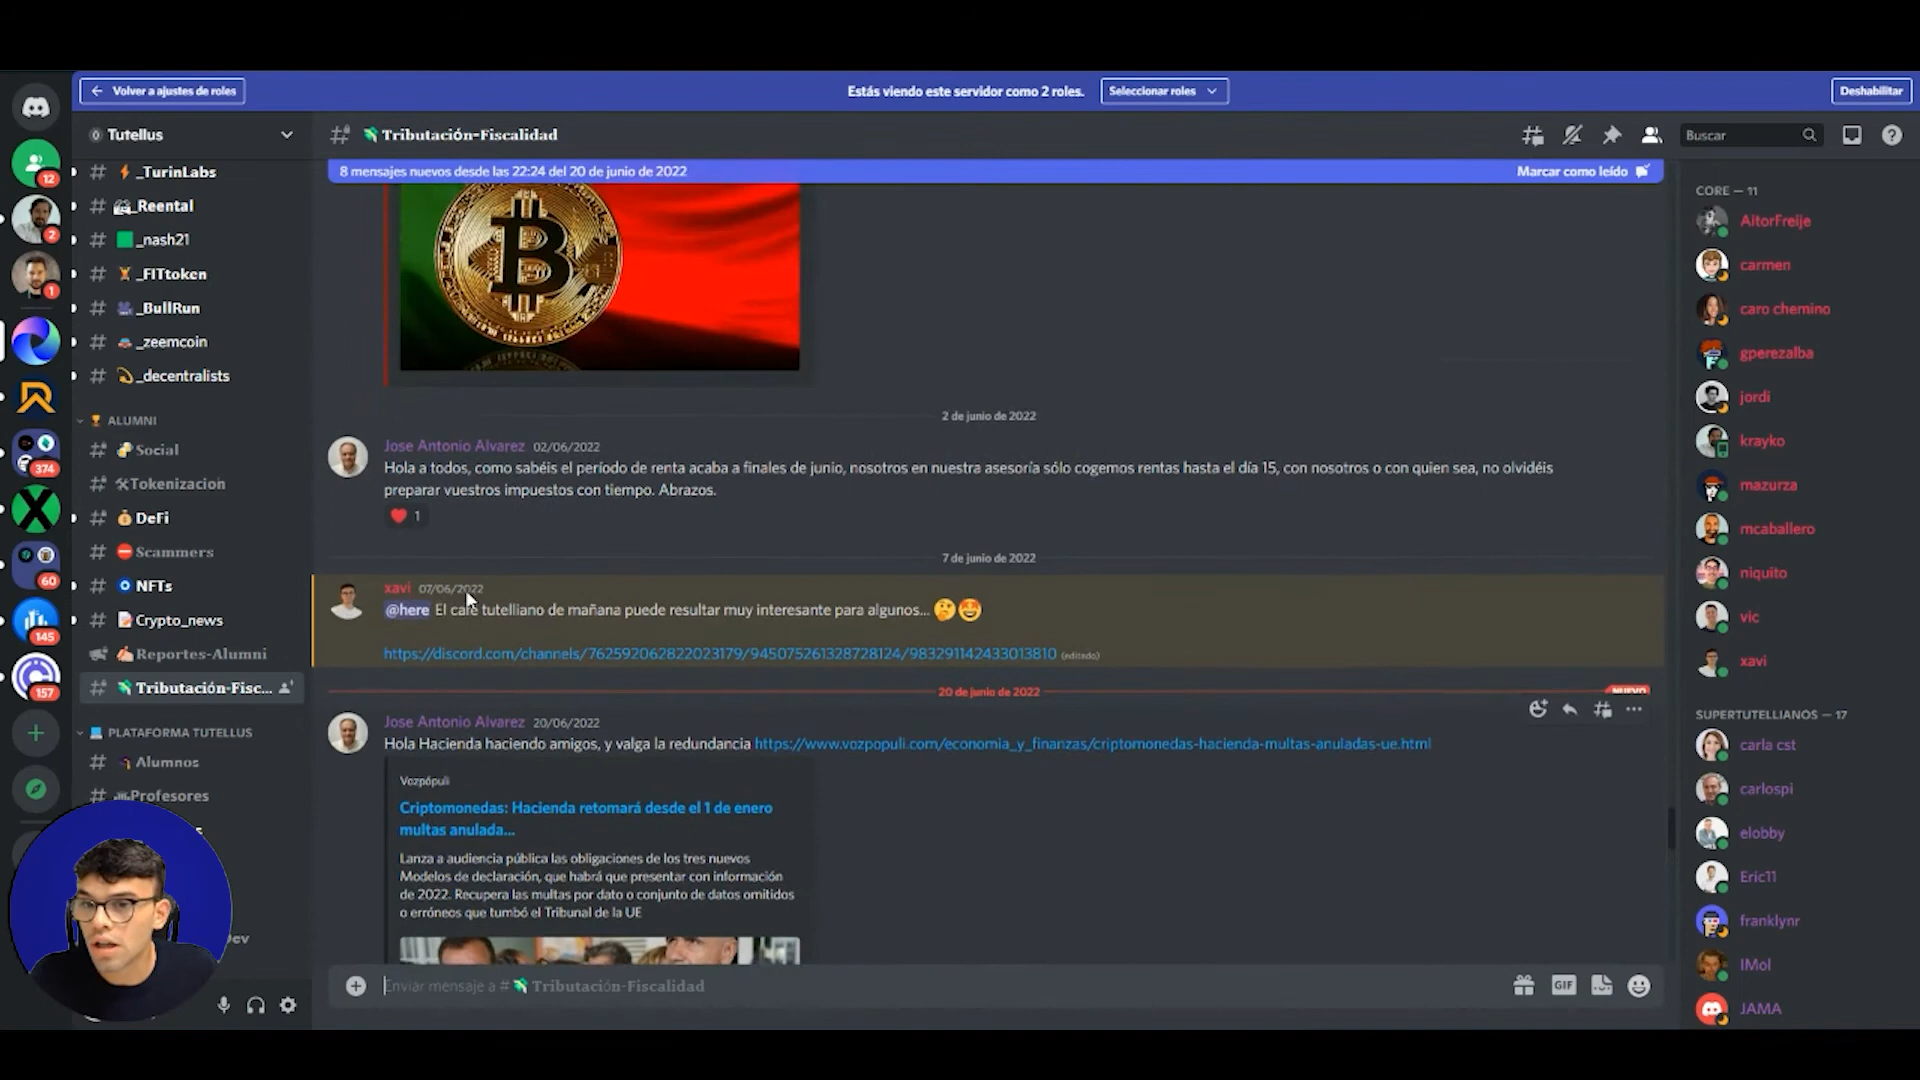 Volver a ajustes de roles
Estás viendo este servidor como 2 roles.
Seleccionar roles
Deshabilitar
Tutellus
Tributación-Fiscalidad
Buscar
8 mensajes nuevos desde las 22:24 del 20 de junio de 2022
Marcar como leído
12
2
1
374
60
145
157
_TurinLabs
_Reental
_nash21
_FITtoken
_BullRun
_zeemcoin
_decentralists
ALUMNI
Social
Tokenizacion
DeFi
Scammers
NFTs
Crypto_news
Reportes-Alumni
Tributación-Fisc...
PLATAFORMA TUTELLUS
Alumnos
Profesores
2 de junio de 2022
Jose Antonio Alvarez 02/06/2022
Hola a todos, como sabéis el período de renta acaba a finales de junio, nosotros en nuestra asesoría sólo cogemos rentas hasta el día 15, con nosotros o con quien sea, no olvidéis
preparar vuestros impuestos con tiempo. Abrazos.
1
7 de junio de 2022
xavi 07/06/2022
@here El café tutelliano de mañana puede resultar muy interesante para algunos... 🤔🤩
https://discord.com/channels/762592062822023179/945075261328728124/983291142433013810 (editado)
20 de junio de 2022
NUEVO
Jose Antonio Alvarez 20/06/2022
Hola Hacienda haciendo amigos, y valga la redundancia https://www.vozpopuli.com/economia_y_finanzas/criptomonedas-hacienda-multas-anuladas-ue.html
Vozpópuli
Criptomonedas: Hacienda retomará desde el 1 de enero
multas anulada...
Lanza a audiencia pública las obligaciones de los tres nuevos
Modelos de declaración, que habrá que presentar con información
de 2022. Recupera las multas por dato o conjunto de datos omitidos
o erróneos que tumbó el Tribunal de la UE
Enviar mensaje a # Tributación-Fiscalidad
GIF
CORE — 11
AitorFreije
carmen
caro chemino
gperezalba
jordi
krayko
mazurza
mcaballero
niquito
vic
xavi
SUPERTUTELLIANOS — 17
carla cst
carlospi
elobby
Eric11
franklynr
IMol
JAMA